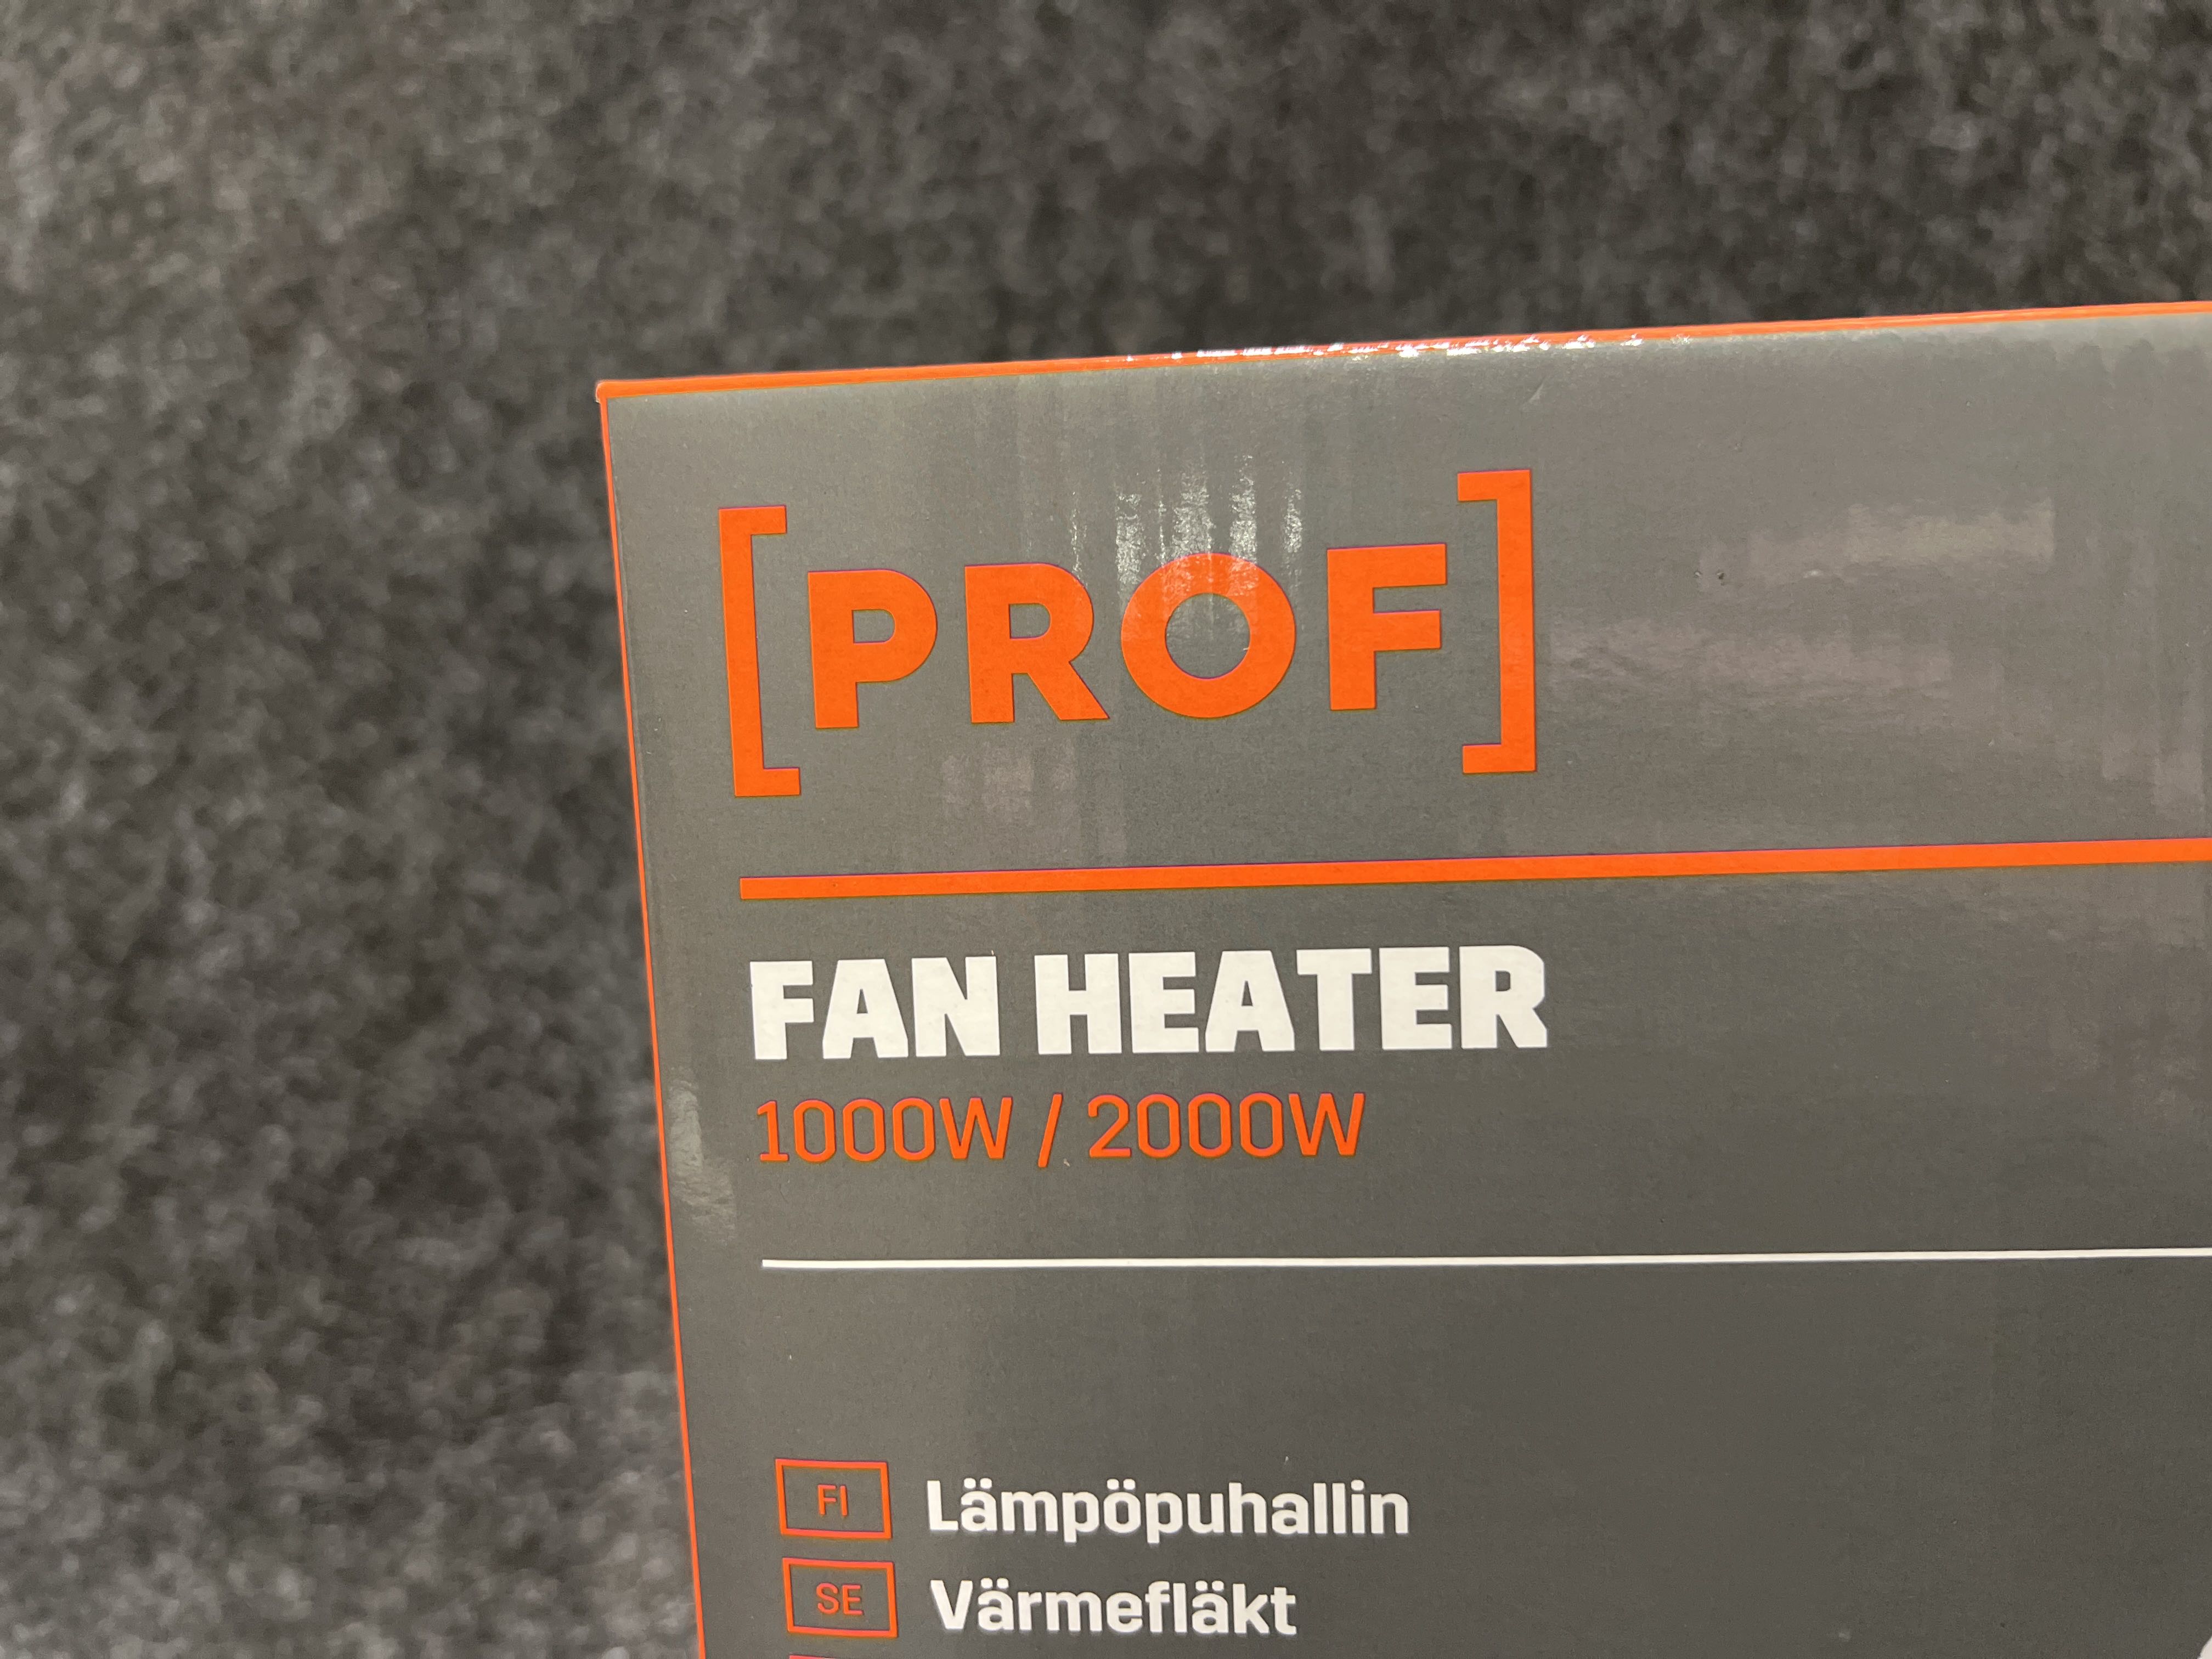 [PROF]
FAN HEATER
1000W / 2000W
FI Lämpöpuhallin
SE Värmefläkt